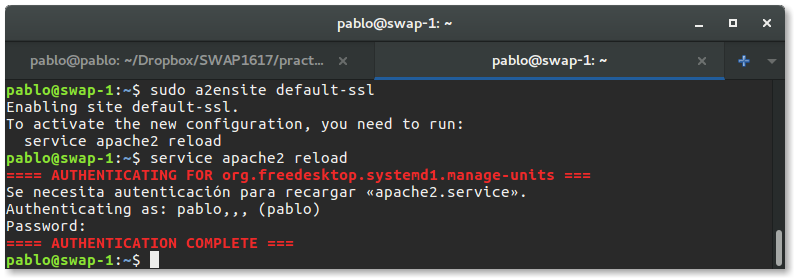 pablo@swap-1: ~
pablo@pablo: ~/Dropbox/SWAP1617/pract...
pablo@swap-1: ~
pablo@swap-1:~$ sudo a2ensite default-ssl
Enabling site default-ssl.
To activate the new configuration, you need to run:
  service apache2 reload
pablo@swap-1:~$ service apache2 reload
==== AUTHENTICATING FOR org.freedesktop.systemd1.manage-units ===
Se necesita autenticación para recargar «apache2.service».
Authenticating as: pablo,,, (pablo)
Password:
==== AUTHENTICATION COMPLETE ===
pablo@swap-1:~$